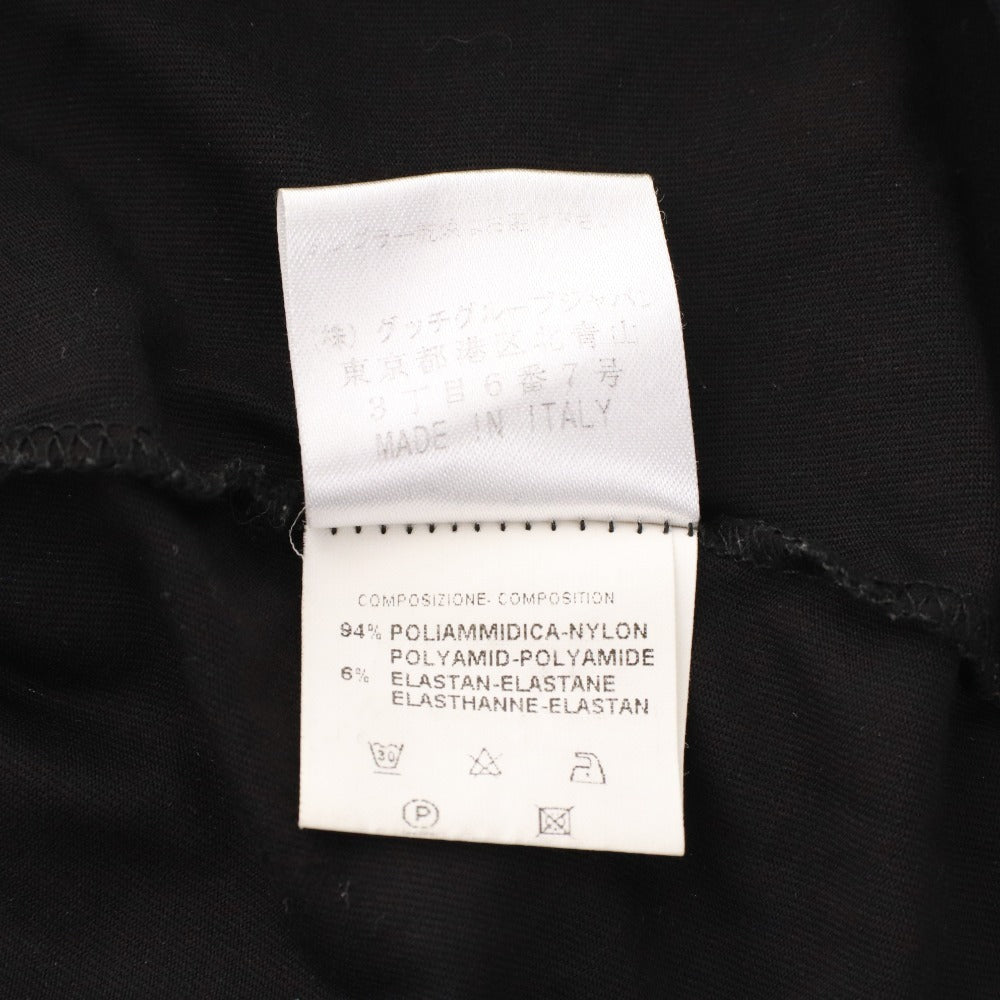 (株) グッチグループジャパン
東京都港区北青山
3丁目6番7号
MADE IN ITALY
COMPOSIZIONE- COMPOSITION
94% POLIAMMIDICA-NYLON
POLYAMID-POLYAMIDE
6% ELASTAN-ELASTANE
ELASTHANNE-ELASTAN
30
P